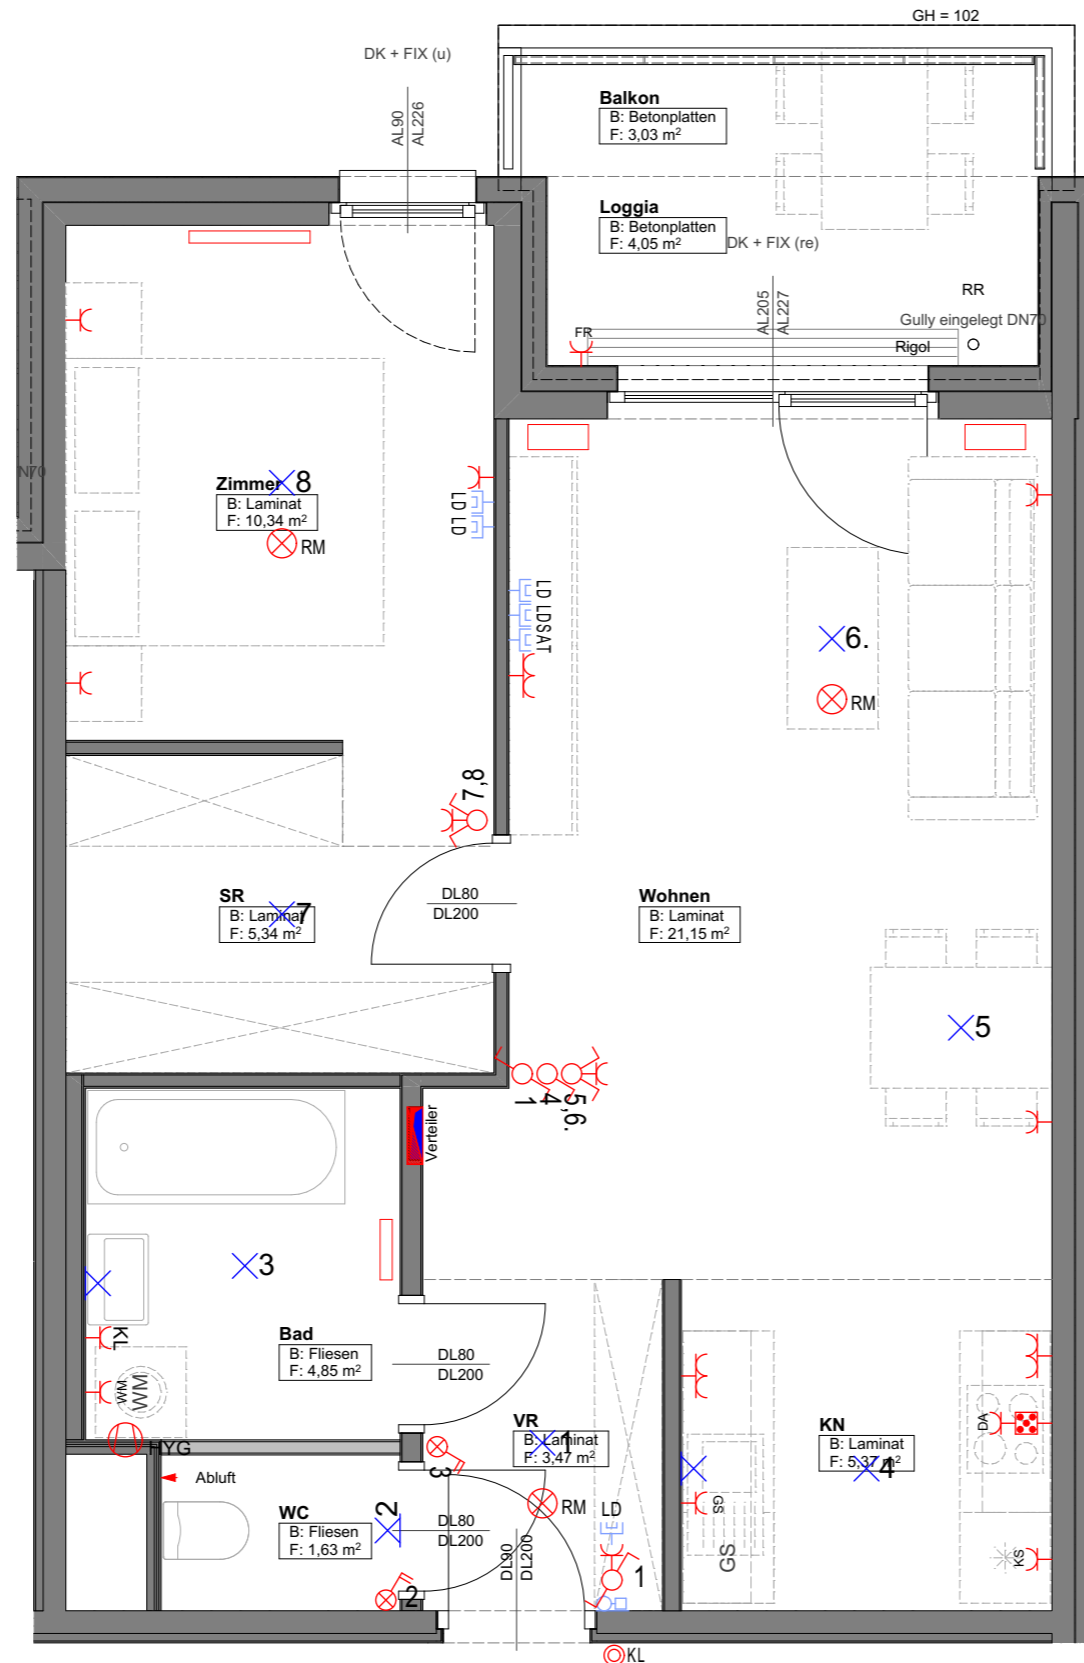 GH = 102
DK + FIX (u)
AL90
AL226
Balkon
B: Betonplatten
F: 3,03 m²
Loggia
B: Betonplatten
F: 4,05 m²
DK + FIX (re)
AL205
AL227
RR
Gully eingelegt DN70
Rigol
FR
N70
Zimmer
8
B: Laminat
F: 10,34 m²
RM
LD LD
LD LDSAT
6.
RM
7,8
SR
B: Laminat
7
F: 5,34 m²
DL80
DL200
Wohnen
B: Laminat
F: 21,15 m²
5
1
4
5,6.
Verteiler
3
KL
WM
WM
Bad
B: Fliesen
F: 4,85 m²
DL80
DL200
VR
B: Laminat
1
F: 3,47 m²
KN
B: Laminat
F: 5,37 m²
4
DA
HYG
Abluft
3
RM
LD
WC
B: Fliesen
F: 1,63 m²
2
DL80
DL200
DL90
DL200
GS
GS
KS
2
1
KL